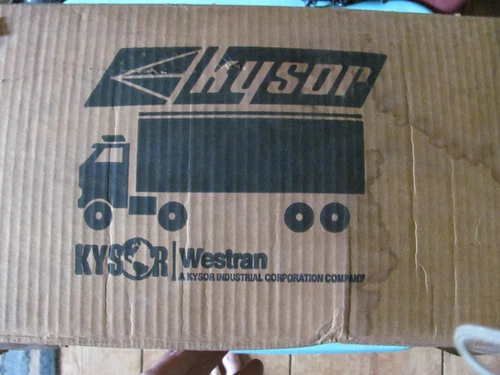 kysor
KYSOR Westran
A KYSOR INDUSTRIAL CORPORATION COMPANY